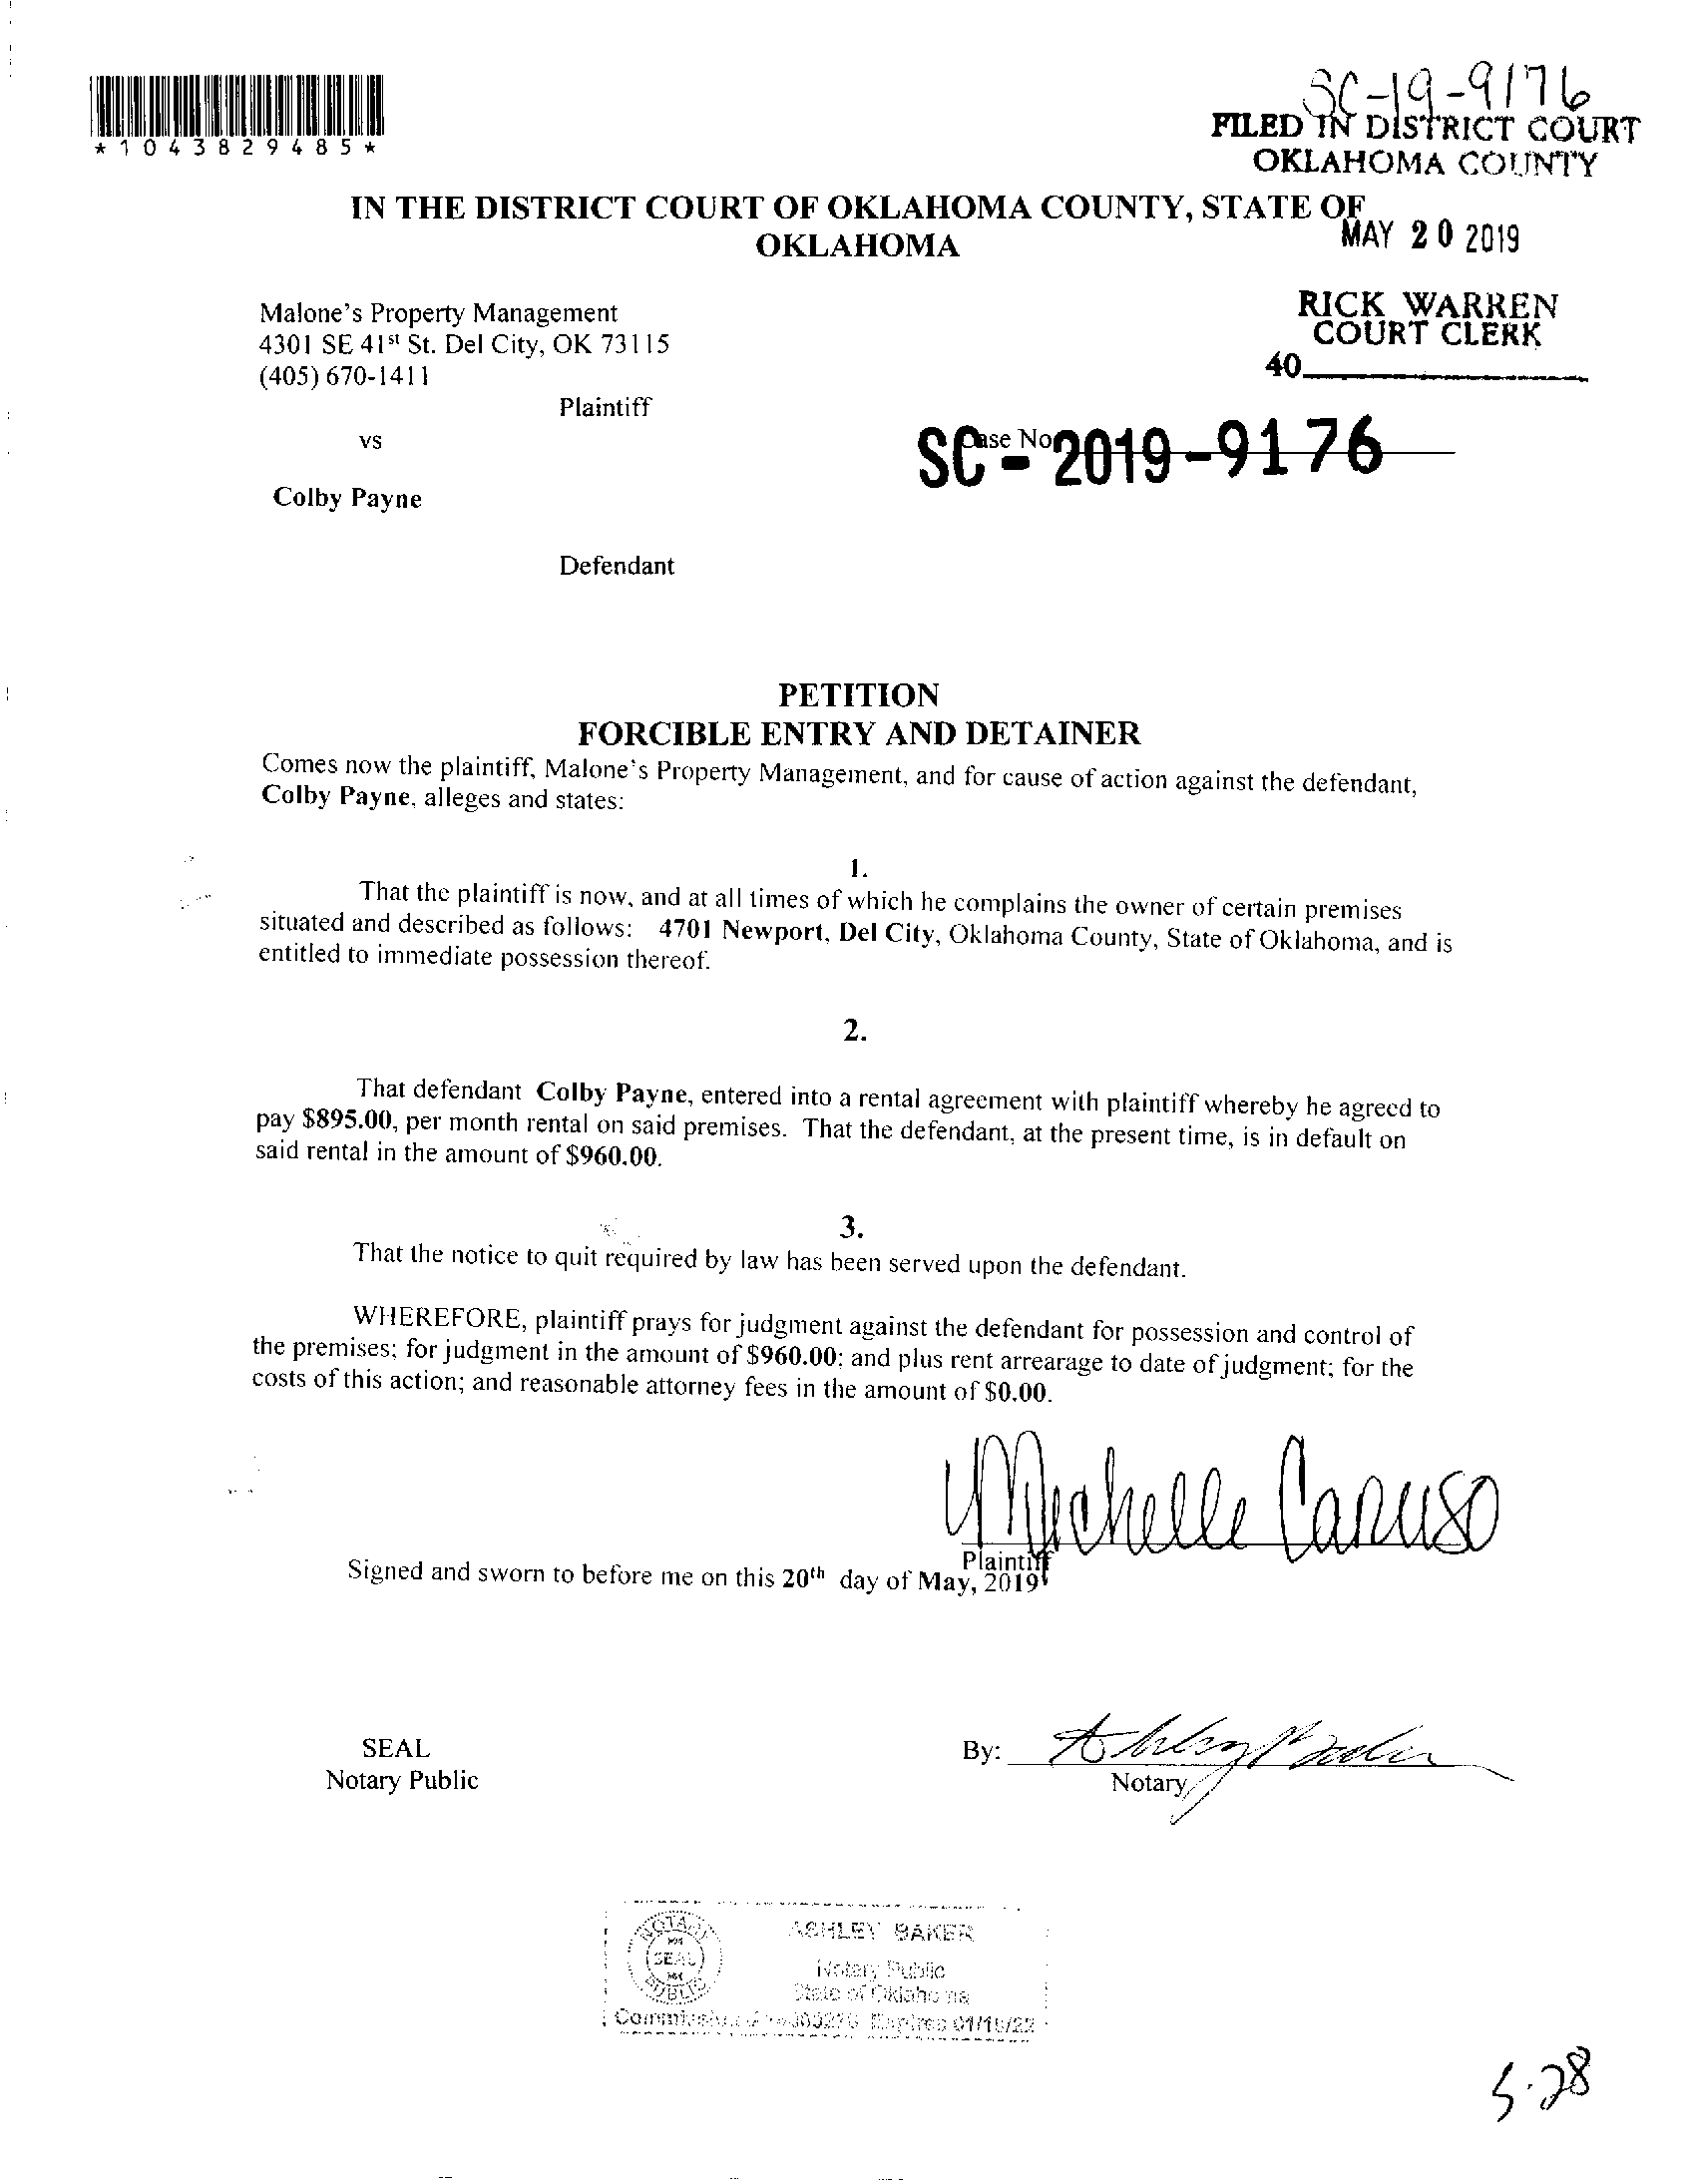 SC-19-9176
*1043829485*
FILED IN DISTRICT COURT
OKLAHOMA COUNTY
IN THE DISTRICT COURT OF OKLAHOMA COUNTY, STATE OF
OKLAHOMA
MAY 20 2019
RICK WARREN
COURT CLERK
40
Malone's Property Management
4301 SE 41st St. Del City, OK 73115
(405) 670-1411
Plaintiff
vs
Case No
SC - 2019-9176
Colby Payne
Defendant
PETITION
FORCIBLE ENTRY AND DETAINER
Comes now the plaintiff, Malone's Property Management, and for cause of action against the defendant,
Colby Payne, alleges and states:
1.
That the plaintiff is now, and at all times of which he complains the owner of certain premises
situated and described as follows: 4701 Newport, Del City, Oklahoma County, State of Oklahoma, and is
entitled to immediate possession thereof.
2.
That defendant Colby Payne, entered into a rental agreement with plaintiff whereby he agreed to
pay $895.00, per month rental on said premises. That the defendant, at the present time, is in default on
said rental in the amount of $960.00.
3.
That the notice to quit required by law has been served upon the defendant.
WHEREFORE, plaintiff prays for judgment against the defendant for possession and control of
the premises; for judgment in the amount of $960.00; and plus rent arrearage to date of judgment; for the
costs of this action; and reasonable attorney fees in the amount of $0.00.
Michelle Caruso
Plaintiff
Signed and sworn to before me on this 20th day of May, 2019
SEAL
Notary Public
By: Ashley Baker
Notary
NOTARY
SEAL
PUBLIC
ASHLEY BAKER
Notary Public
State of Oklahoma
Expires 01/16/22
5-28